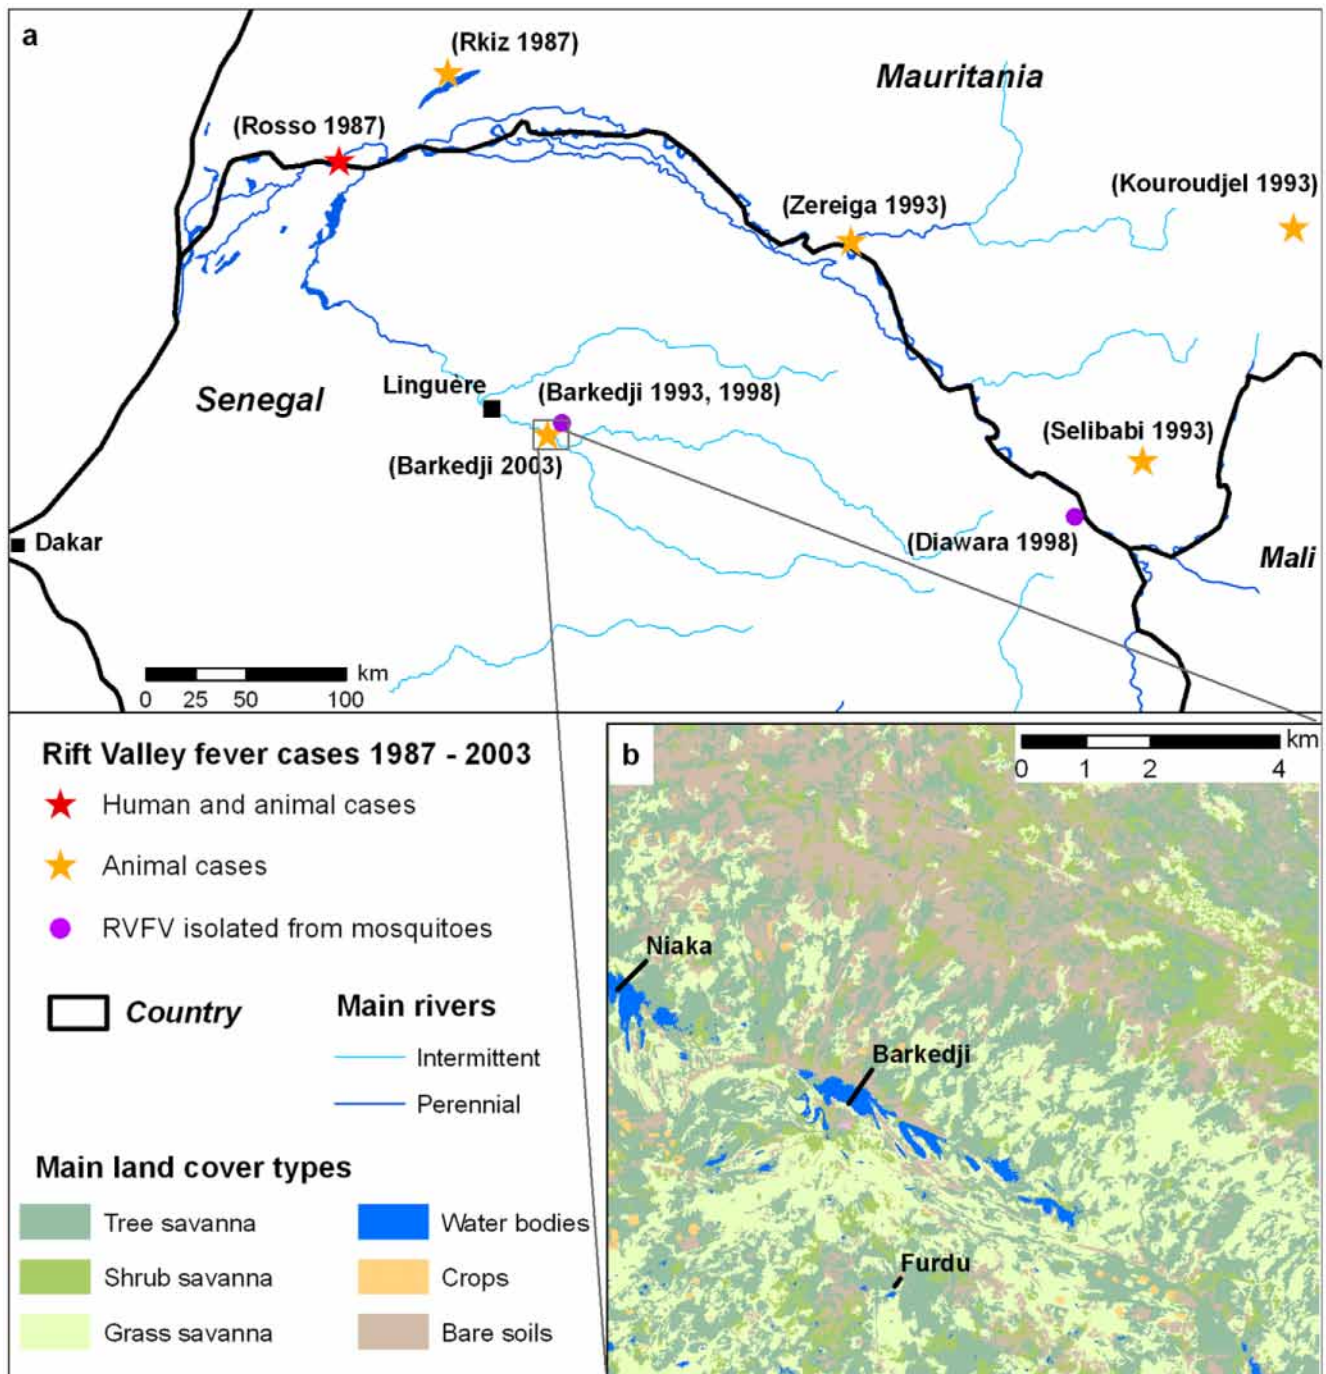 a
(Rkiz 1987)
Mauritania
(Rosso 1987)
(Kouroudjel 1993)
(Zereiga 1993)
Senegal
Linguère
(Barkedji 1993, 1998)
(Selibabi 1993)
(Barkedji 2003)
Dakar
(Diawara 1998)
Mali
km
0 25 50 100
Rift Valley fever cases 1987 - 2003
Human and animal cases
Animal cases
RVFV isolated from mosquitoes
Country
Main rivers
Intermittent
Perennial
Main land cover types
Tree savanna
Water bodies
Shrub savanna
Crops
Grass savanna
Bare soils
b
km
0 1 2 4
Niaka
Barkedji
Furdu